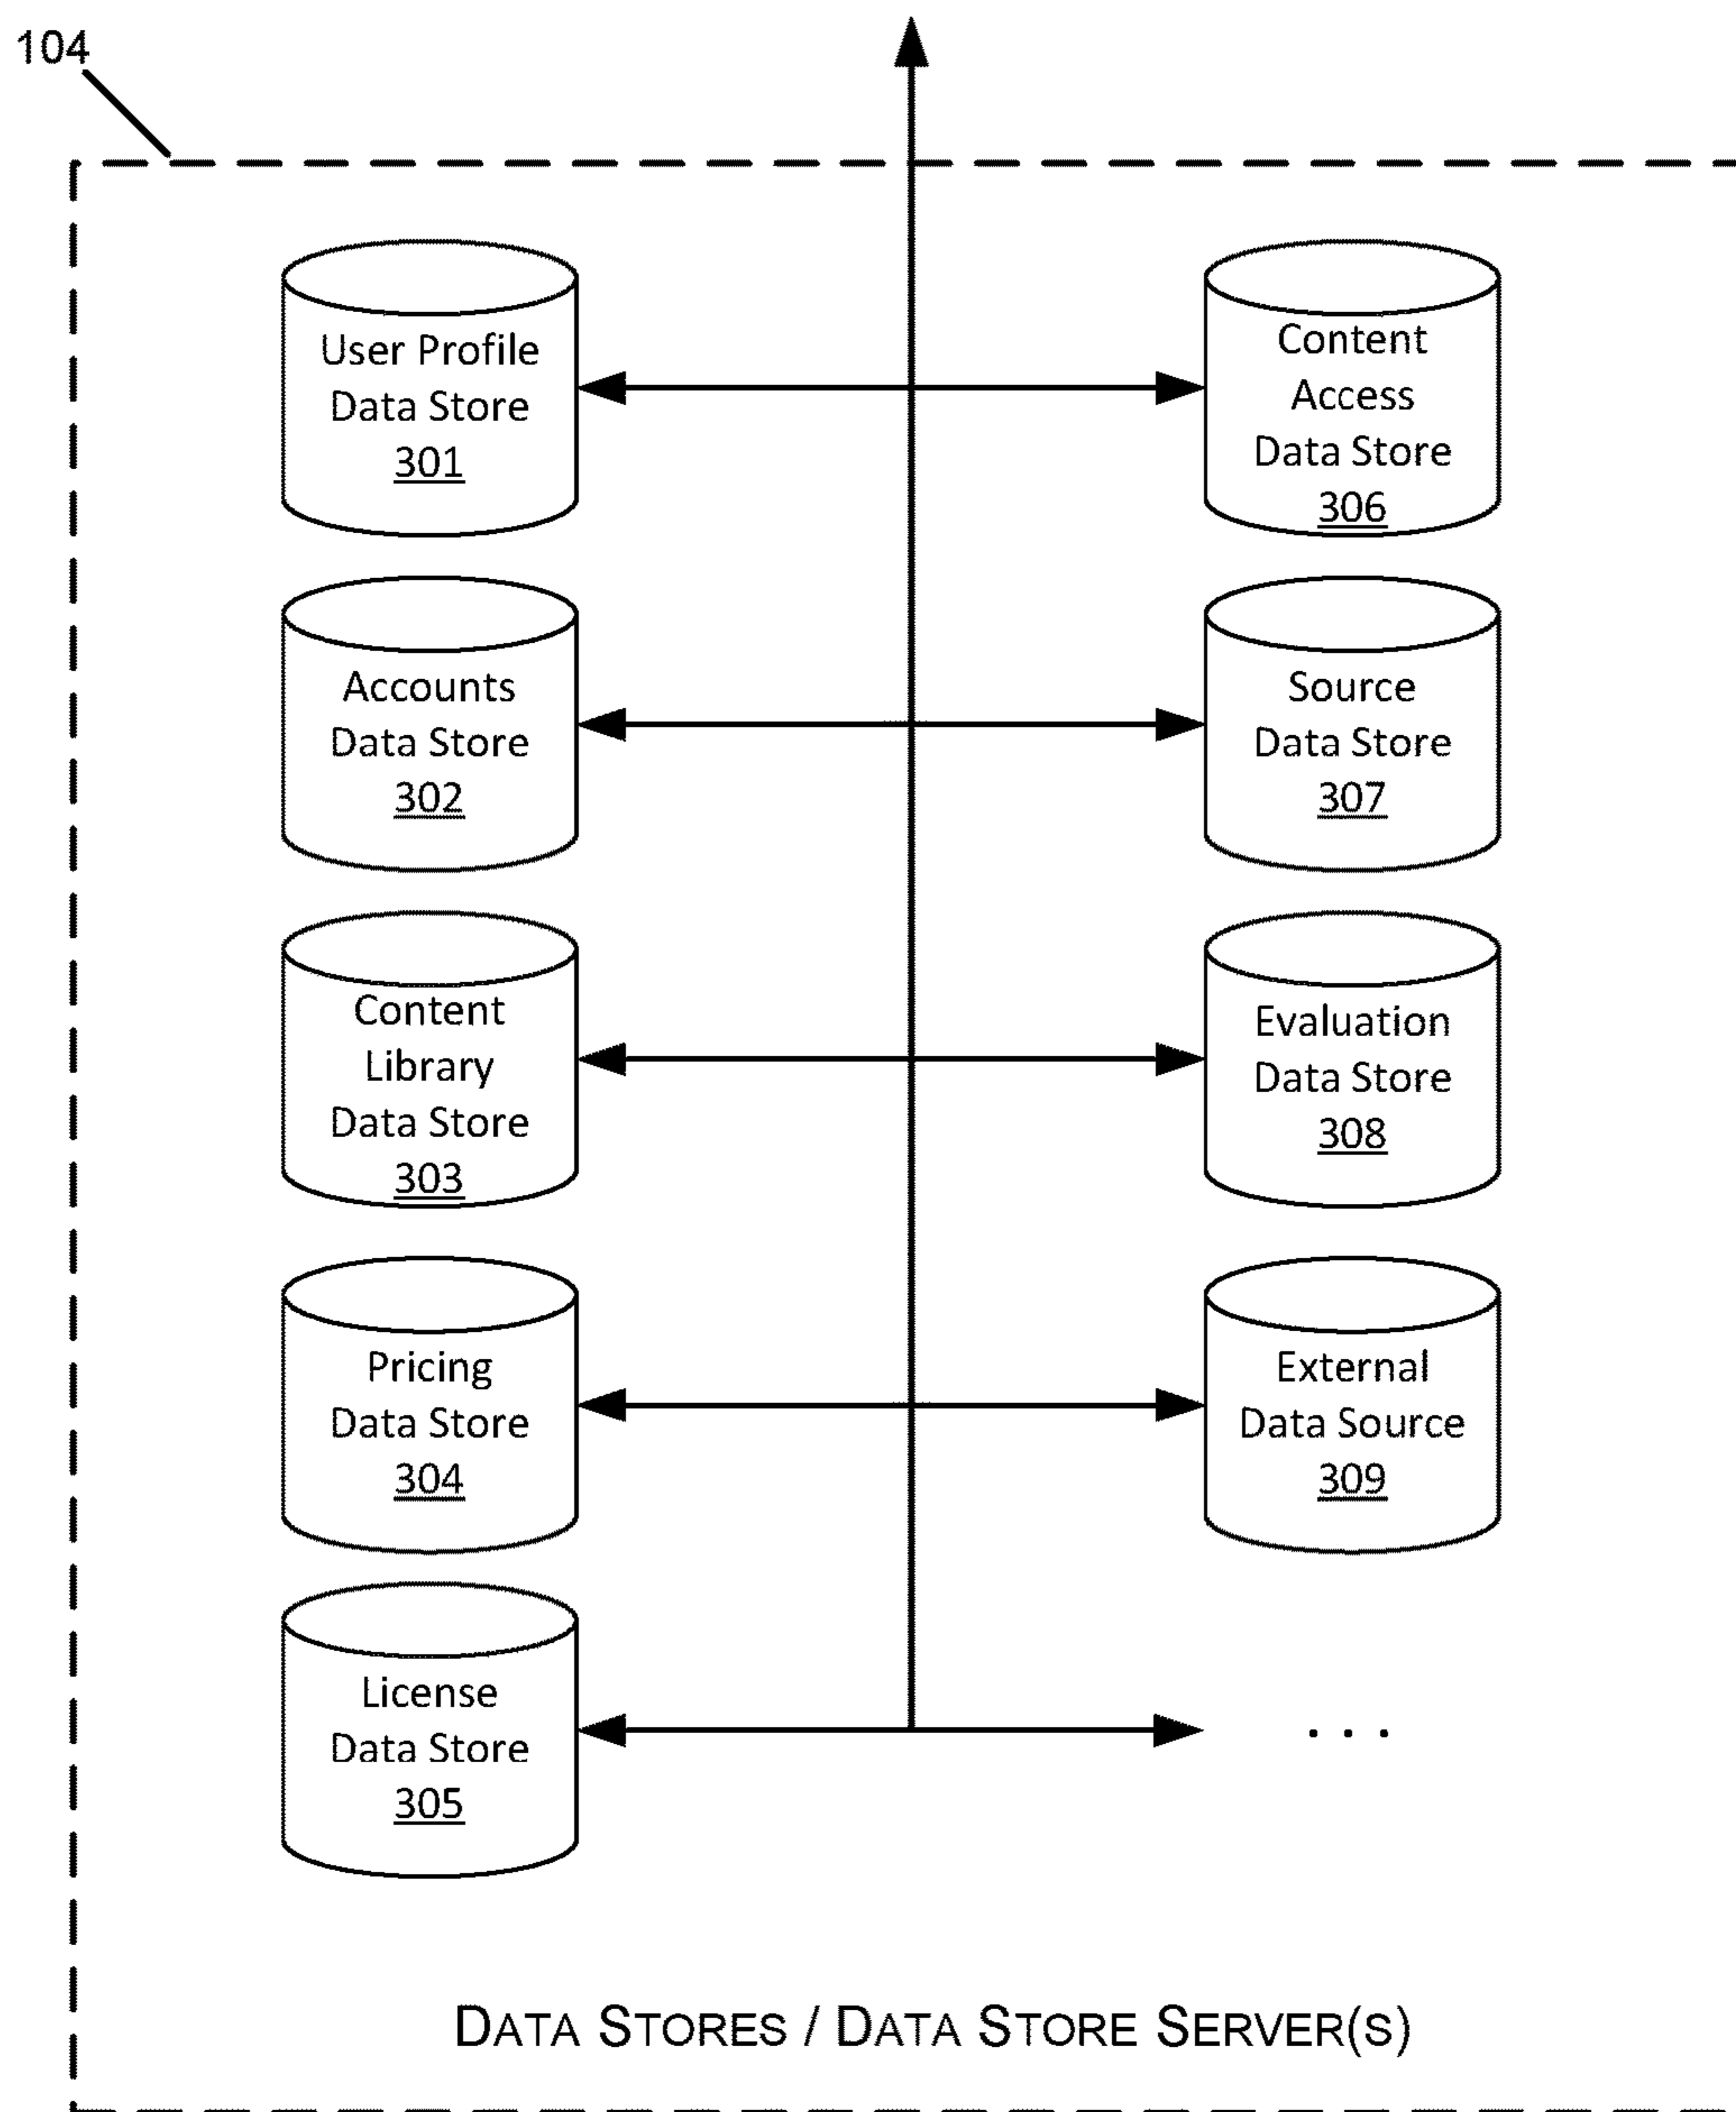 104
User Profile
Data Store
301
Content
Access
Data Store
306
Accounts
Data Store
302
Source
Data Store
307
Content
Library
Data Store
303
Evaluation
Data Store
308
Pricing
Data Store
304
External
Data Source
309
License
Data Store
305
. . .
DATA STORES / DATA STORE SERVER(S)